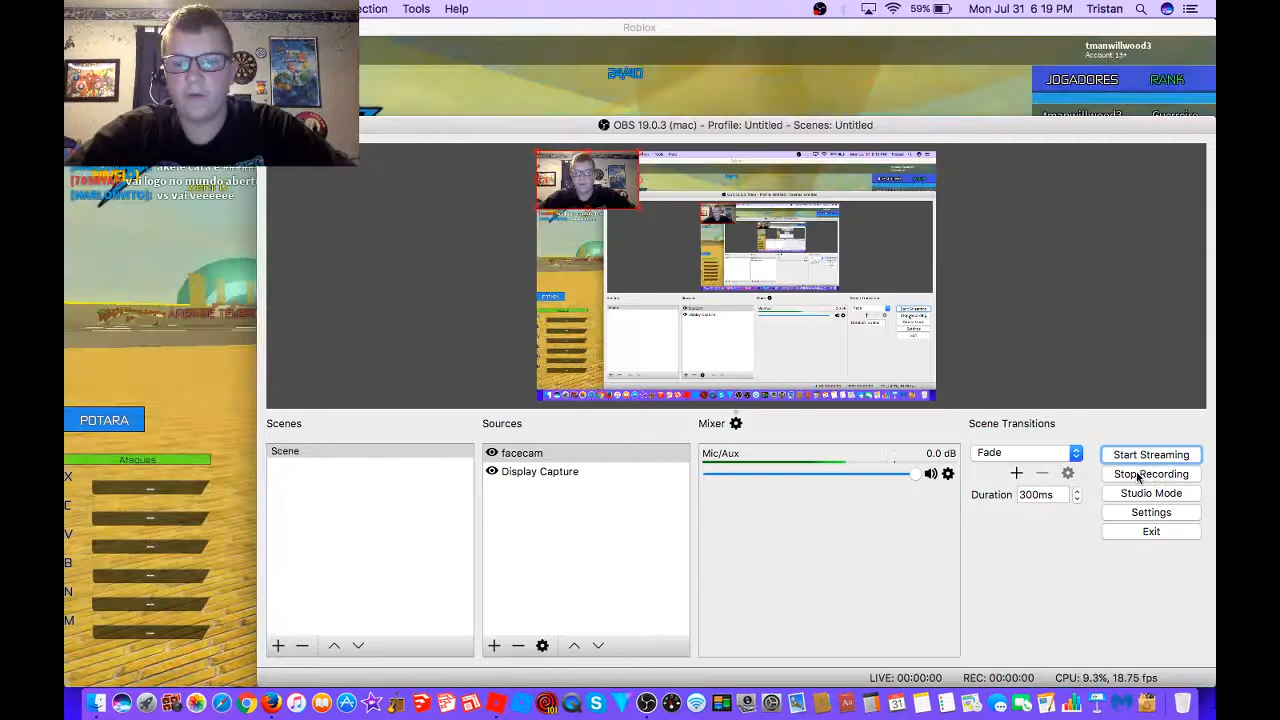 ection Tools Help 59% Mon Jul 31 6:19 PM Tristan
Roblox
tmanwillwood3
Account: 13+
24/40
JOGADORES RANK
tmanwillwood3 Guerreiro
OBS 19.0.3 (mac) - Profile: Untitled - Scenes: Untitled
vai logo no mundo abert
vs vai veeeeee
POTARA
Ataques
X
C
V
B
N
M
Scenes
Scene
Sources
facecam
Display Capture
Mixer
Mic/Aux 0.0 dB
Scene Transitions
Fade
Duration 300ms
Start Streaming
Stop Recording
Studio Mode
Settings
Exit
LIVE: 00:00:00 REC: 00:00:00 CPU: 9.3%, 18.75 fps